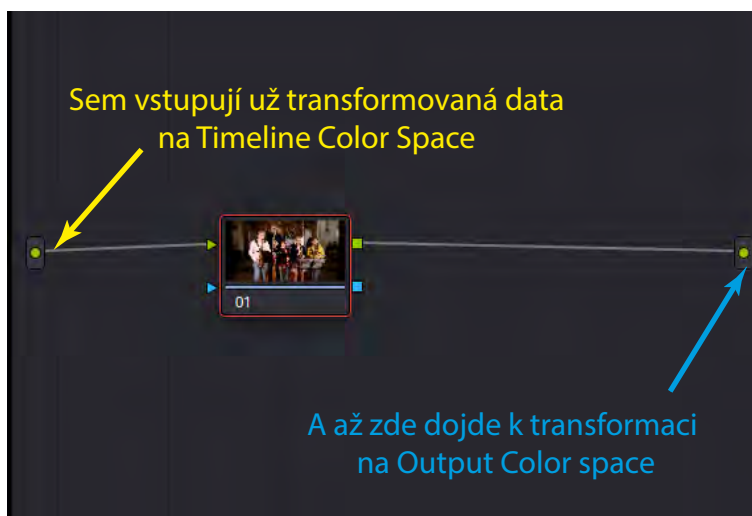 Sem vstupují už transformovaná data
na Timeline Color Space
01
A až zde dojde k transformaci
na Output Color space